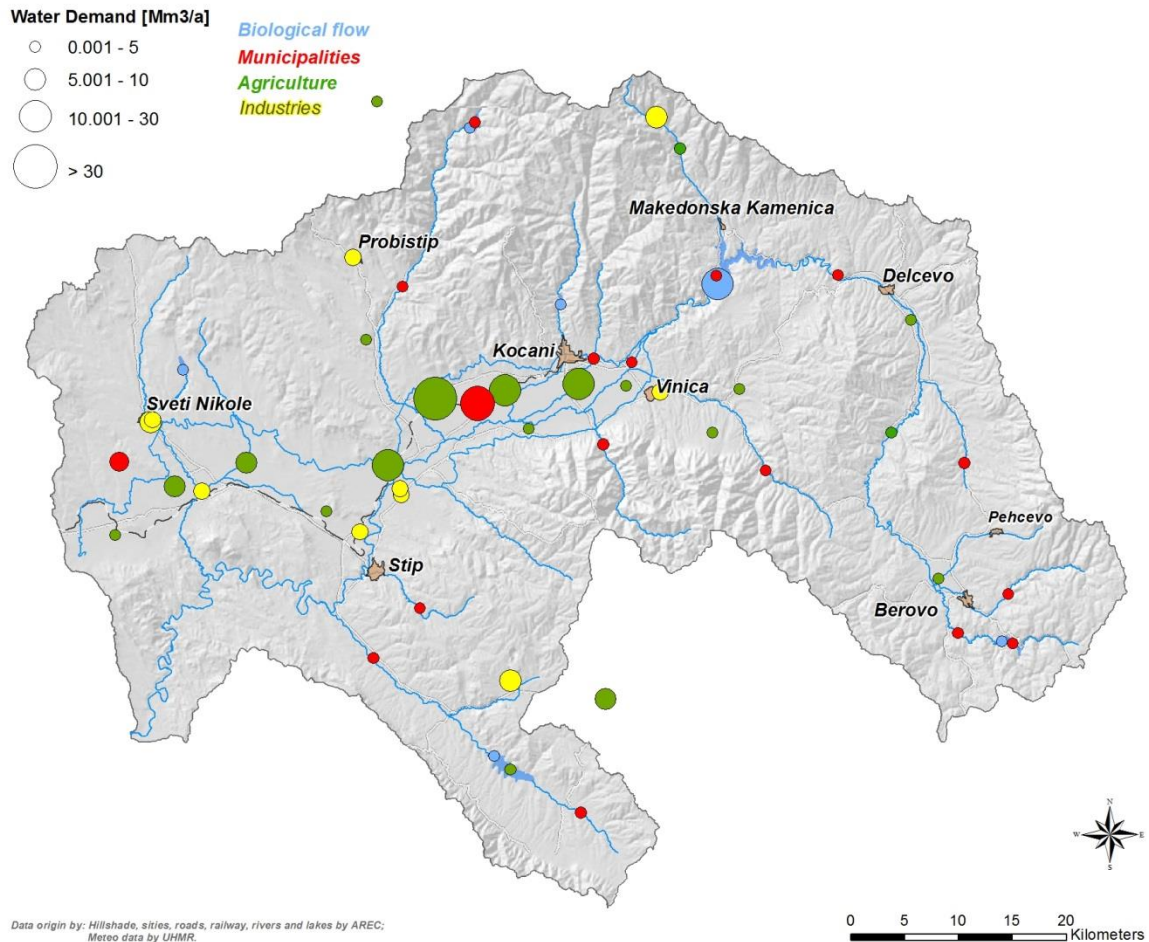 Water Demand [Mm3/a]
0.001 - 5
5.001 - 10
10.001 - 30
> 30
Biological flow
Municipalities
Agriculture
Industries
Makedonska Kamenica
Probistip
Delcevo
Kocani
Vinica
Sveti Nikole
Pehcevo
Stip
Berovo
N
W
E
S
Data origin by: Hillshade, sities, roads, railway, rivers and lakes by AREC;
Meteo data by UHMR.
0 5 10 15 20
Kilometers